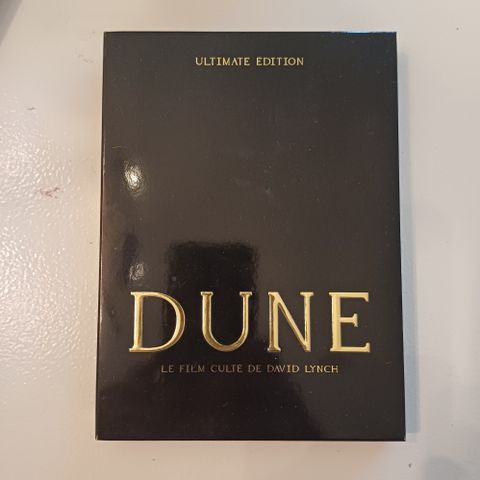 ULTIMATE EDITION
DUNE
LE FILM CULTE DE DAVID LYNCH